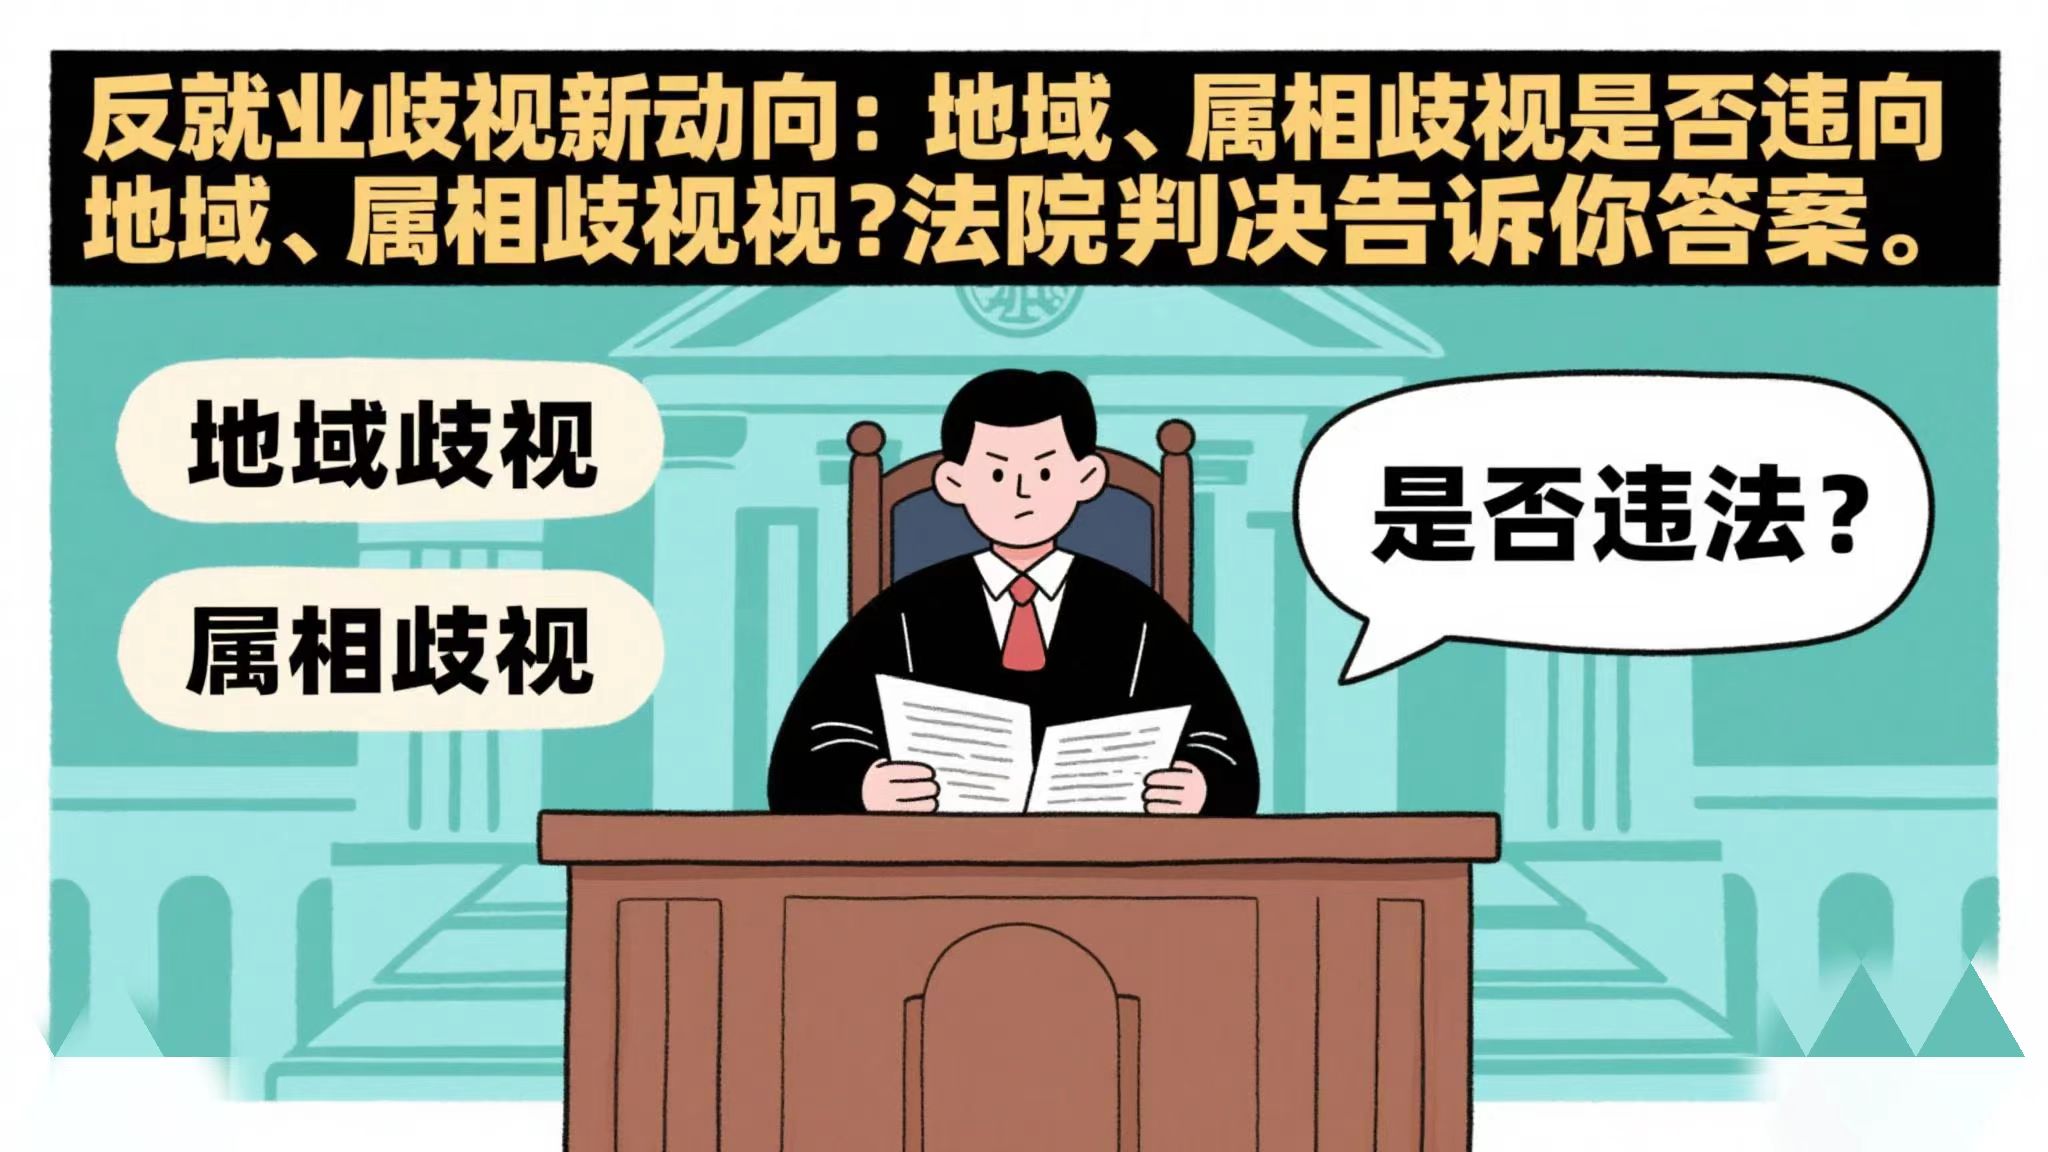 反就业歧视新动向：地域、属相歧视是否违向
地域、属相歧视视?法院判决告诉你答案。
地域歧视
属相歧视
是否违法?